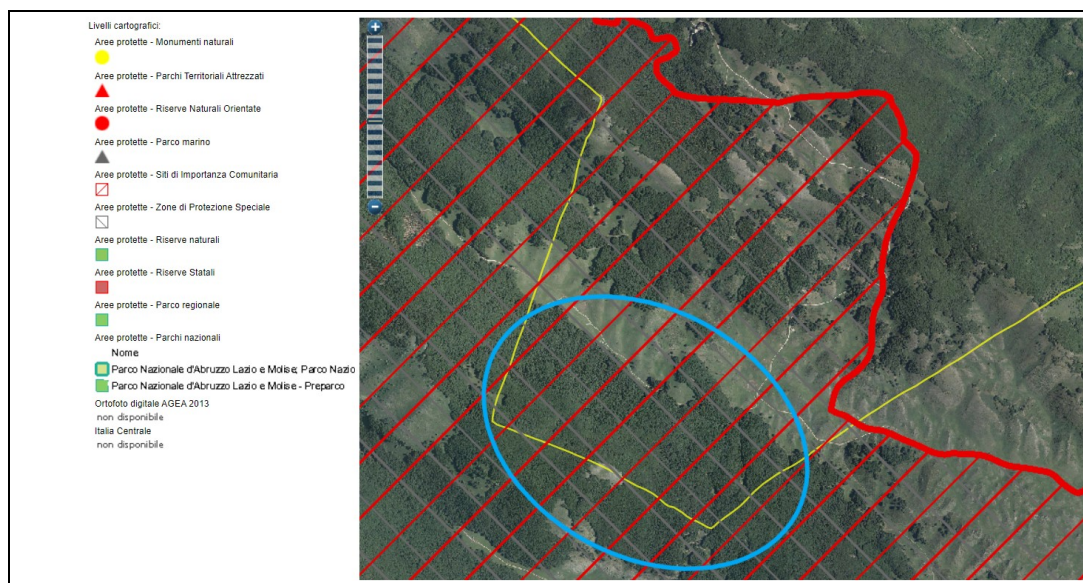 Livelli cartografici:
Aree protette - Monumenti naturali
Aree protette - Parchi Territoriali Attrezzati
Aree protette - Riserve Naturali Orientate
Aree protette - Parco marino
Aree protette - Siti di Importanza Comunitaria
Aree protette - Zone di Protezione Speciale
Aree protette - Riserve naturali
Aree protette - Riserve Statali
Aree protette - Parco regionale
Aree protette - Parchi nazionali
Nome
Parco Nazionale d'Abruzzo Lazio e Molise; Parco Nazio
Parco Nazionale d'Abruzzo Lazio e Molise - Preparco
Ortofoto digitale AGEA 2013
non disponibile
Italia Centrale
non disponibile